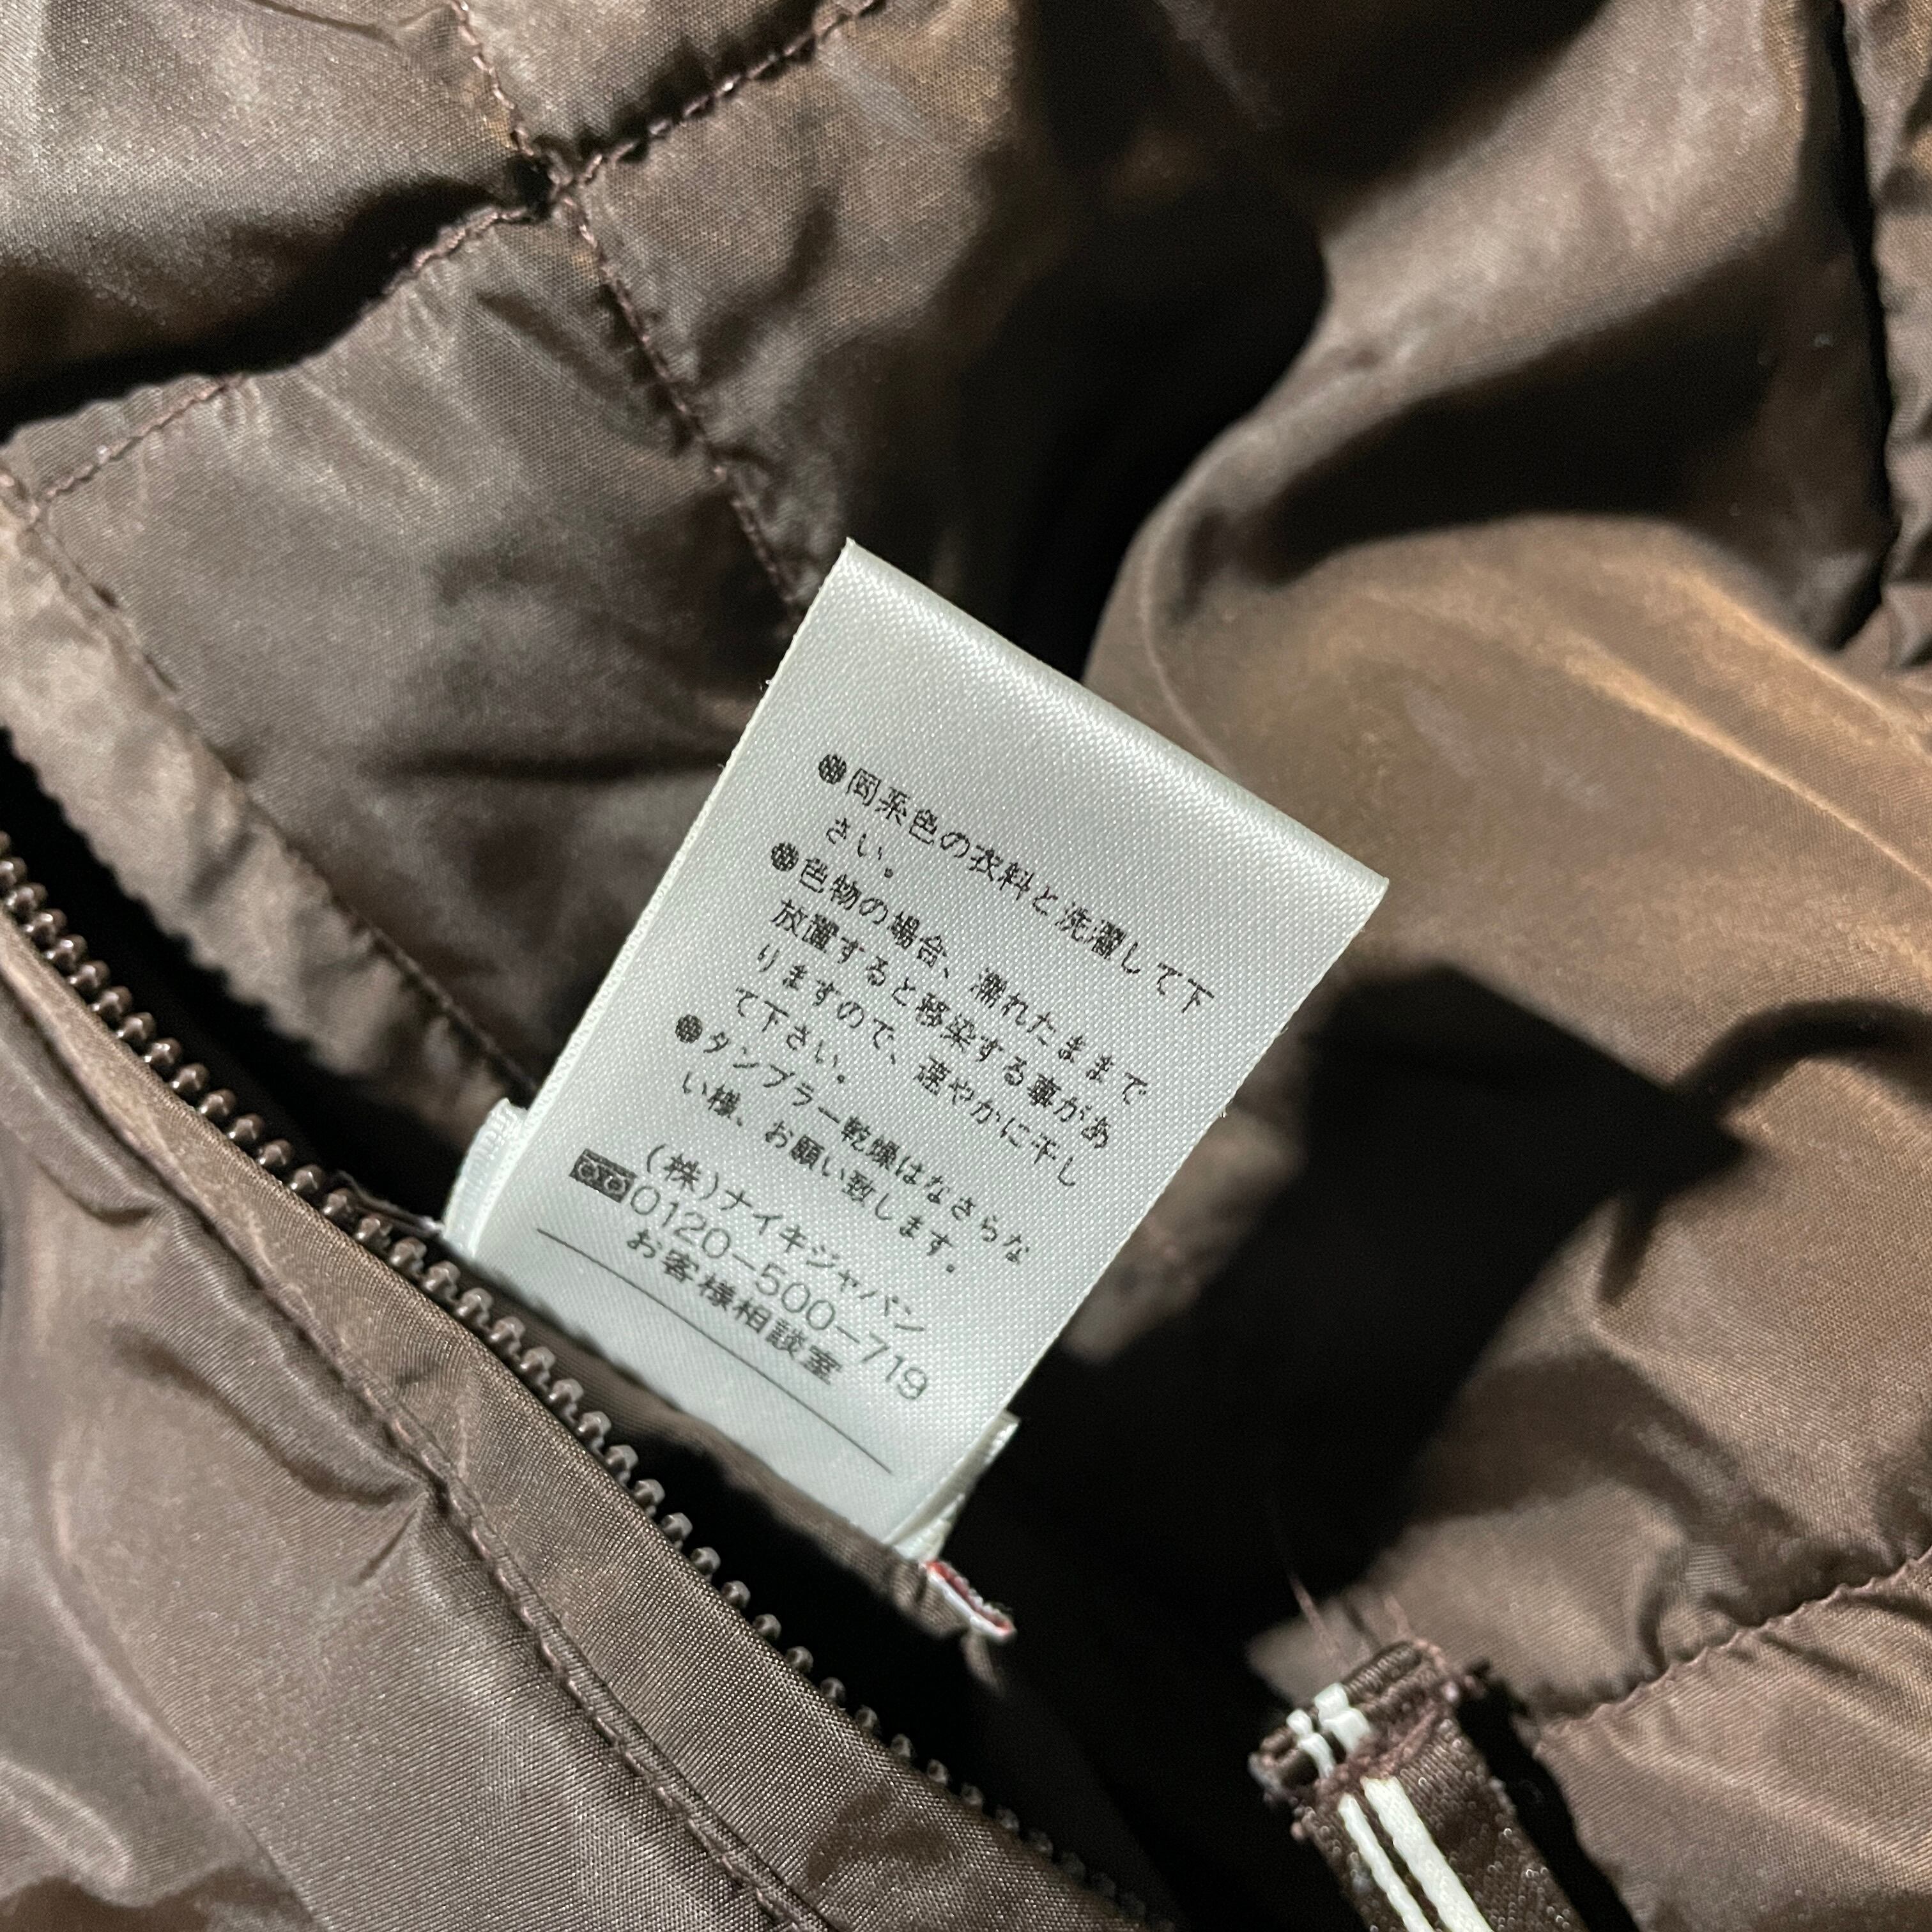 ●同系色の衣料と洗濯して下
さい。
●色物の場合、濡れたままで
放置すると移染する事があ
りますので、速やかに干し
て下さい。
●タンブラー乾燥はなさらな
い様、お願い致します。
(株)ナイキジャパン
0120-500-719
お客様相談室